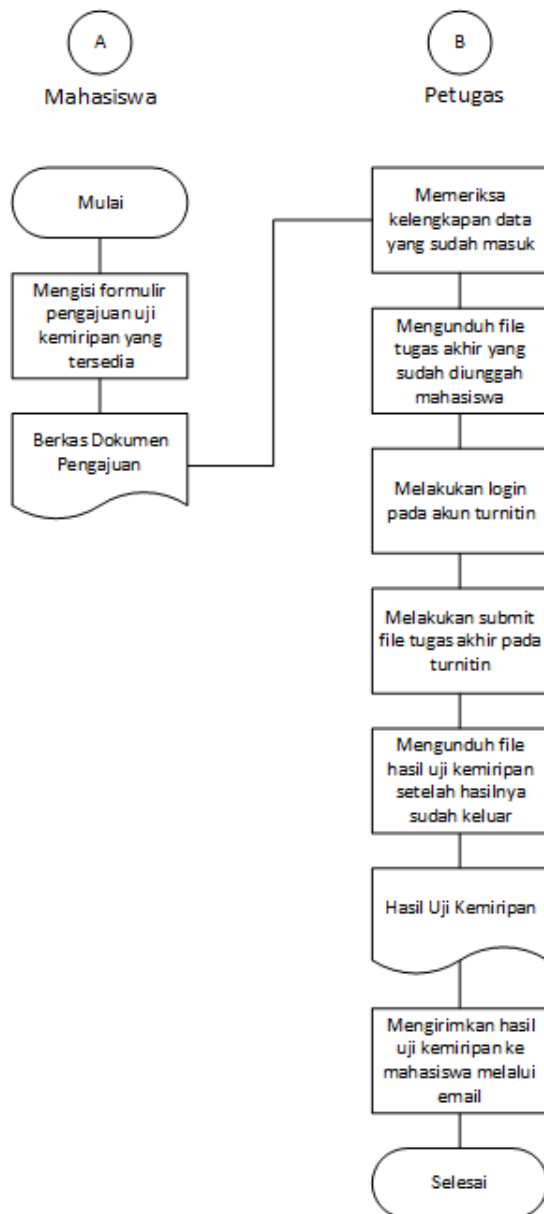 A
Mahasiswa
Mulai
Mengisi formulir
pengajuan uji
kemiripan yang
tersedia
Berkas Dokumen
Pengajuan
B
Petugas
Memeriksa
kelengkapan data
yang sudah masuk
Mengunduh file
tugas akhir yang
sudah diunggah
mahasiswa
Melakukan login
pada akun turnitin
Melakukan submit
file tugas akhir pada
turnitin
Mengunduh file
hasil uji kemiripan
setelah hasilnya
sudah keluar
Hasil Uji Kemiripan
Mengirimkan hasil
uji kemiripan ke
mahasiswa melalui
email
Selesai